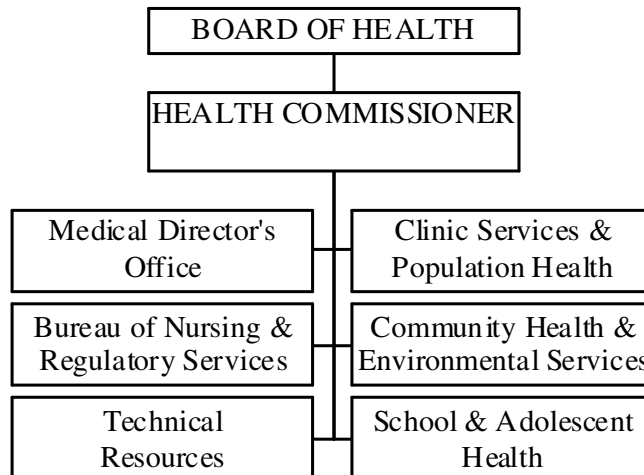 BOARD OF HEALTH
HEALTH COMMISSIONER
Medical Director's
Office
Clinic Services &
Population Health
Bureau of Nursing &
Regulatory Services
Community Health &
Environmental Services
Technical
Resources
School & Adolescent
Health